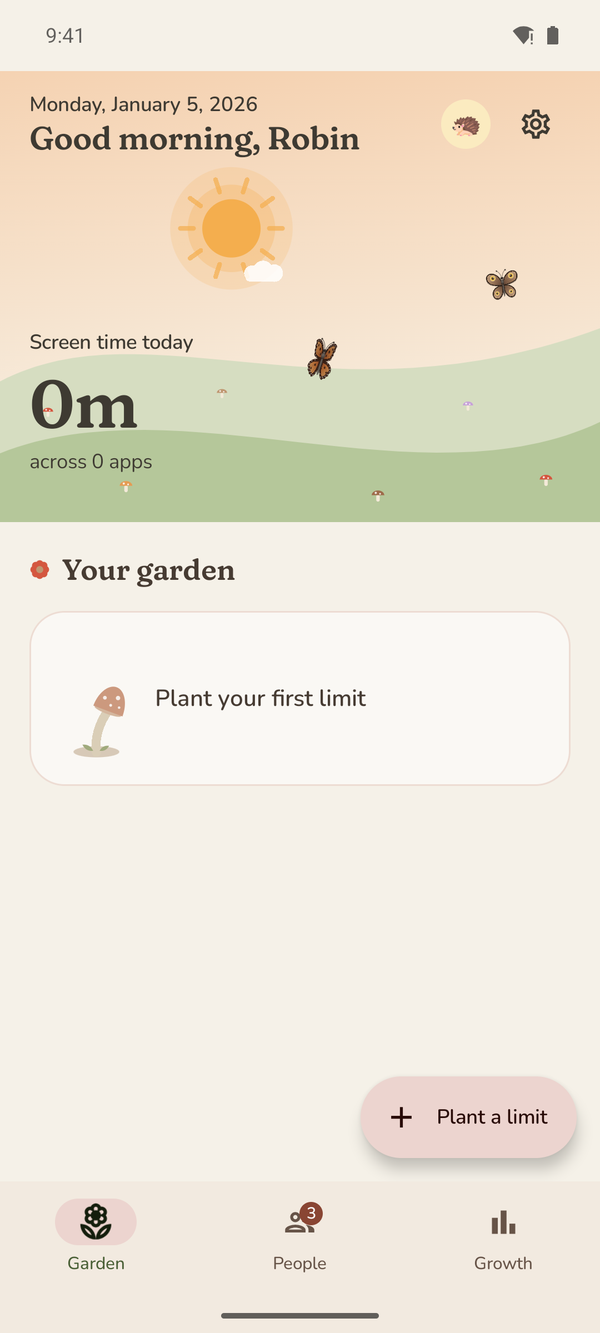 9:41
Monday, January 5, 2026
Good morning, Robin
Screen time today
0m
across 0 apps
Your garden
Plant your first limit
Plant a limit
3
Garden
People
Growth